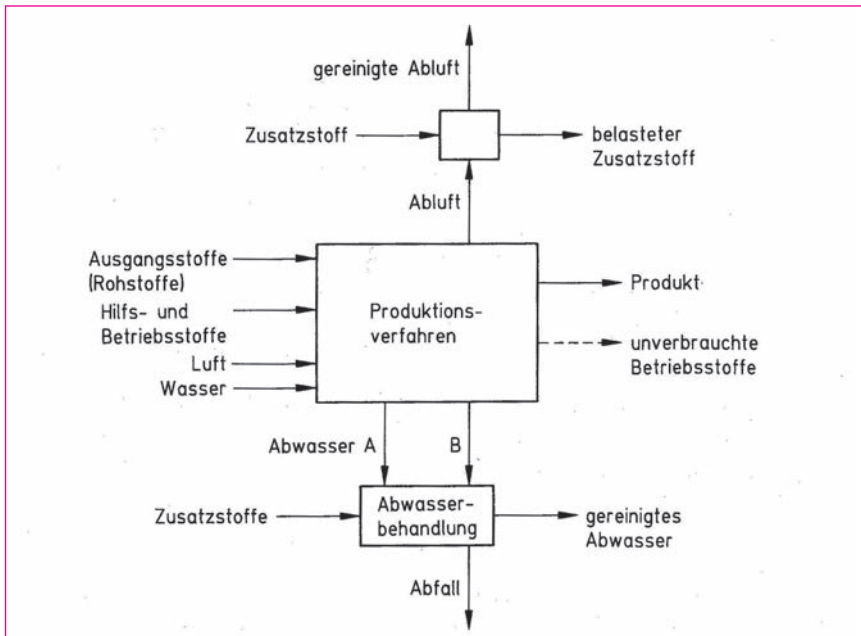 gereinigte Abluft
Zusatzstoff
belasteter
Zusatzstoff
Abluft
Ausgangsstoffe
(Rohstoffe)
Hilfs- und
Betriebsstoffe
Luft
Wasser
Produktions-
verfahren
Produkt
unverbrauchte
Betriebsstoffe
Abwasser A
B
Zusatzstoffe
Abwasser-
behandlung
gereinigtes
Abwasser
Abfall